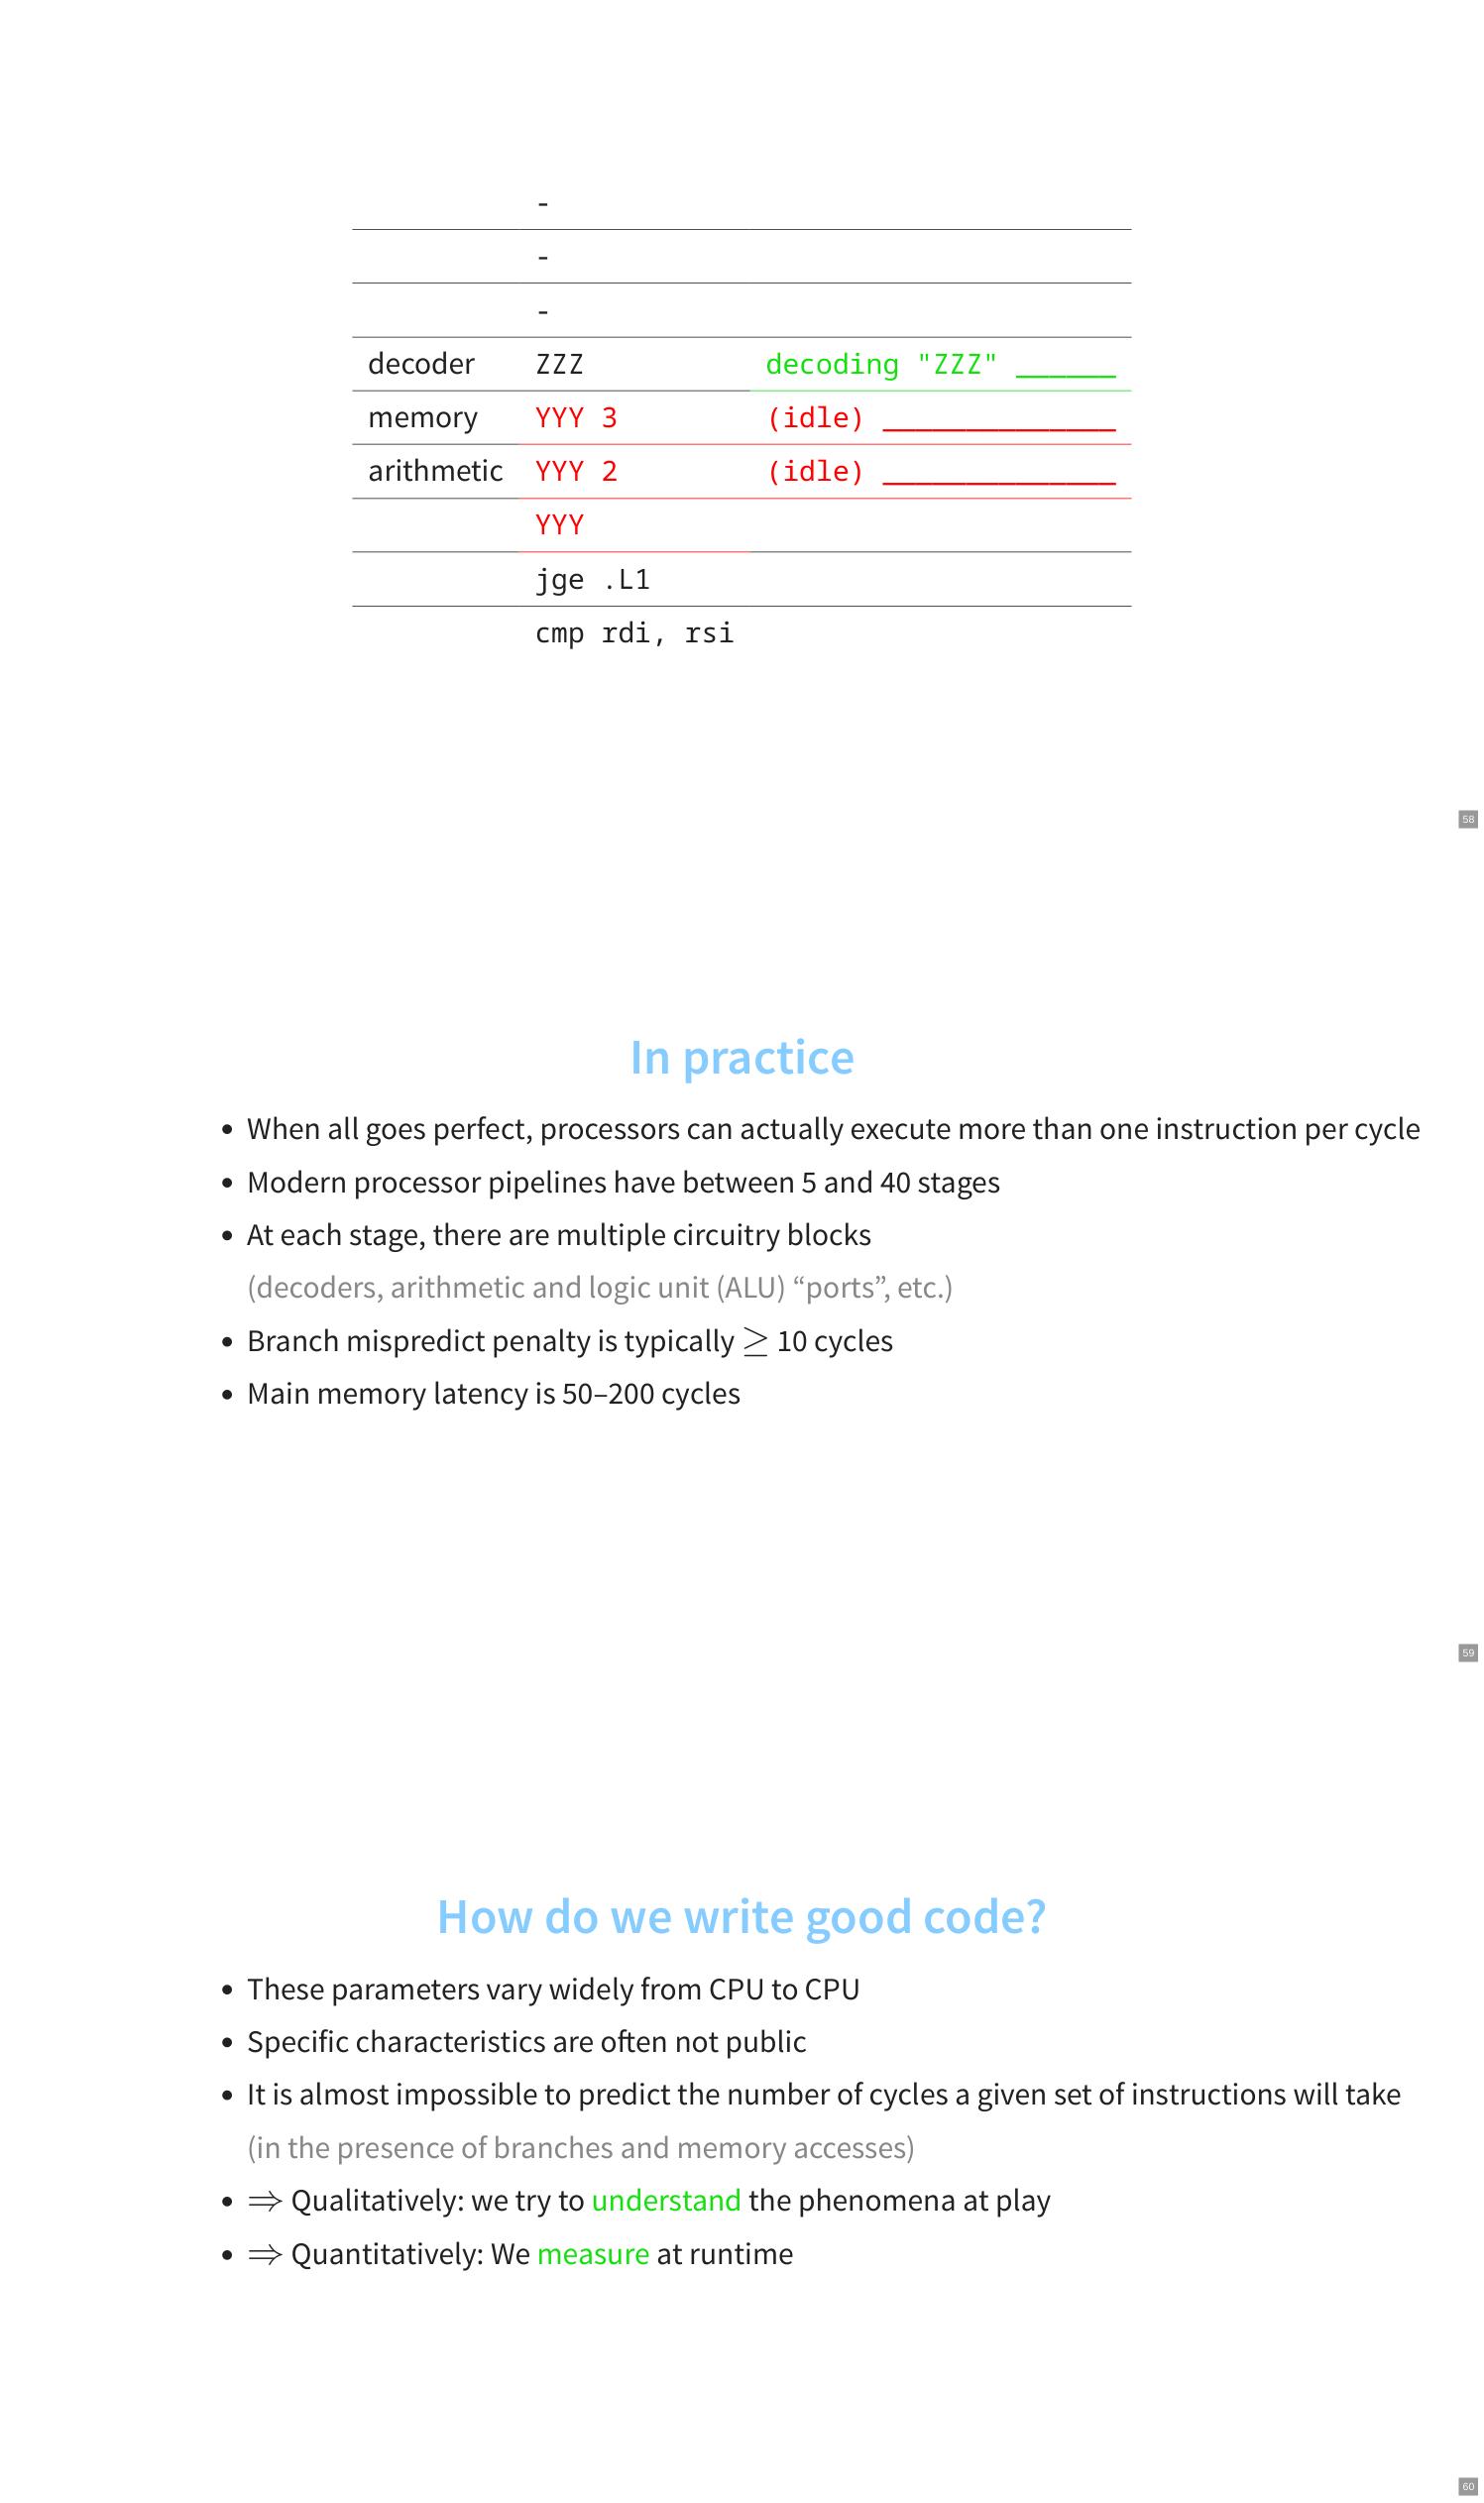 -
-
-
decoder ZZZ decoding "ZZZ" ______
memory YYY 3 (idle) ______________
arithmetic YYY 2 (idle) ______________
YYY
jge .L1
cmp rdi, rsi
58
In practice
• When all goes perfect, processors can actually execute more than one instruction per cycle
• Modern processor pipelines have between 5 and 40 stages
• At each stage, there are multiple circuitry blocks
(decoders, arithmetic and logic unit (ALU) “ports”, etc.)
• Branch mispredict penalty is typically ≥ 10 cycles
• Main memory latency is 50–200 cycles
59
How do we write good code?
• These parameters vary widely from CPU to CPU
• Specific characteristics are often not public
• It is almost impossible to predict the number of cycles a given set of instructions will take
(in the presence of branches and memory accesses)
• ⇒ Qualitatively: we try to understand the phenomena at play
• ⇒ Quantitatively: We measure at runtime
60